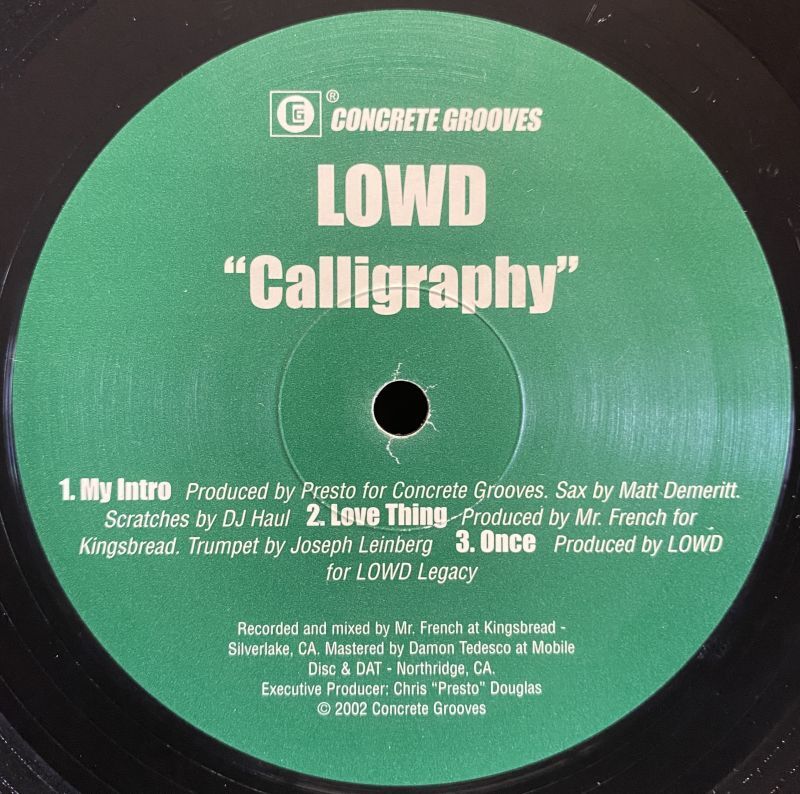 CG ® CONCRETE GROOVES
LOWD
“Calligraphy”
1. My Intro Produced by Presto for Concrete Grooves. Sax by Matt Demeritt.
Scratches by DJ Haul 2. Love Thing Produced by Mr. French for
Kingsbread. Trumpet by Joseph Leinberg 3. Once Produced by LOWD
for LOWD Legacy
Recorded and mixed by Mr. French at Kingsbread -
Silverlake, CA. Mastered by Damon Tedesco at Mobile
Disc & DAT - Northridge, CA.
Executive Producer: Chris “Presto” Douglas
© 2002 Concrete Grooves